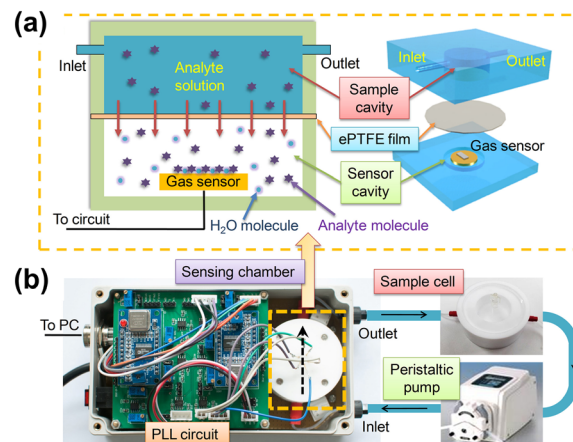 (a)
Inlet
Outlet
Analyte
solution
Sample
cavity
Inlet
Outlet
ePTFE film
Gas sensor
Sensor
cavity
Gas sensor
To circuit
H₂O molecule
Analyte molecule
(b)
Sensing chamber
Sample cell
To PC
Outlet
Peristaltic
pump
PLL circuit
Inlet